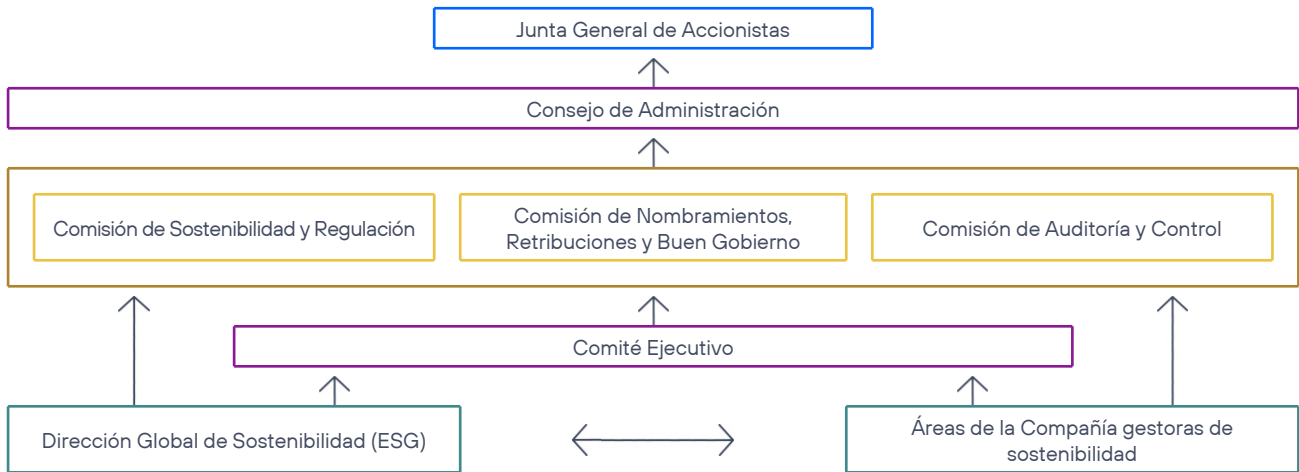 Junta General de Accionistas
Consejo de Administración
Comisión de Sostenibilidad y Regulación
Comisión de Nombramientos,
Retribuciones y Buen Gobierno
Comisión de Auditoría y Control
Comité Ejecutivo
Dirección Global de Sostenibilidad (ESG)
Áreas de la Compañía gestoras de
sostenibilidad